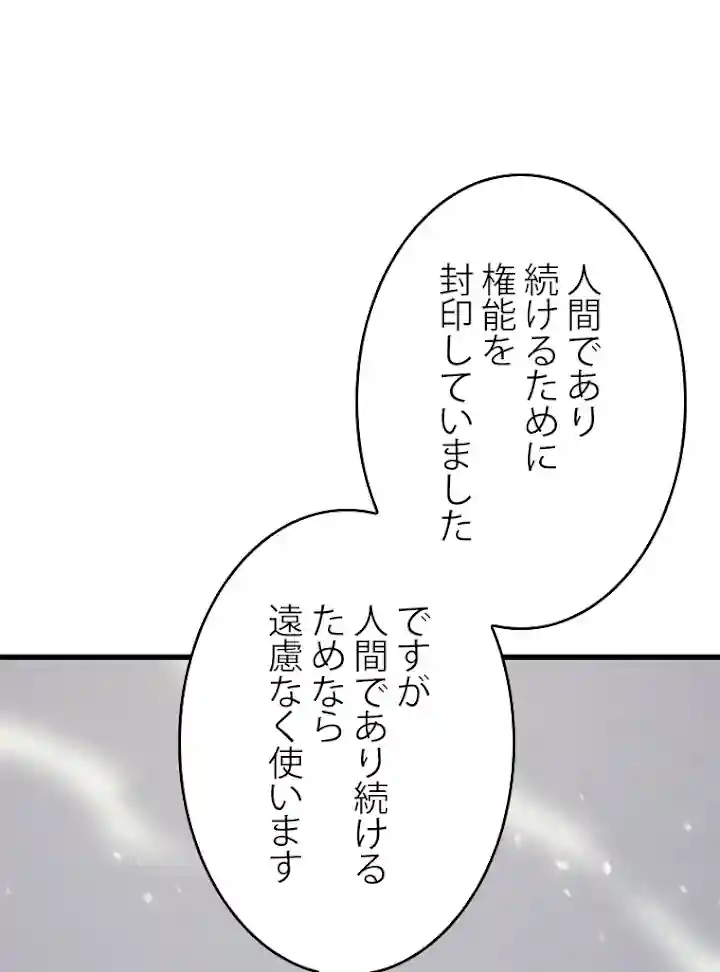 人間であり
続けるために
権能を
封印していました
ですが
人間であり続ける
ためなら
遠慮なく使います